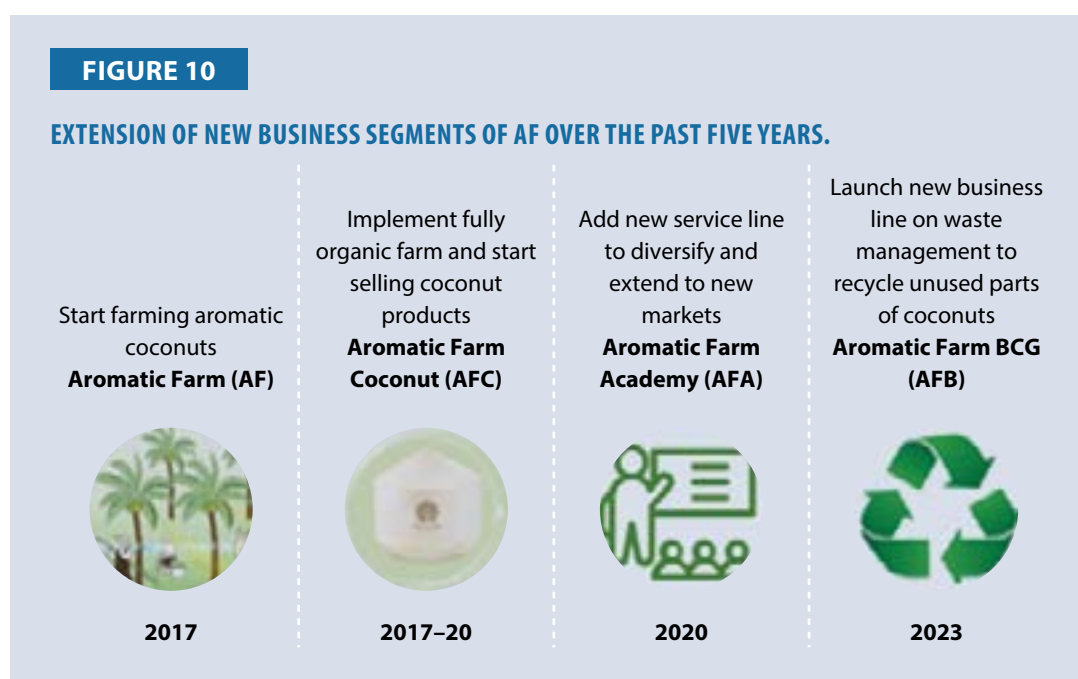 FIGURE 10
EXTENSION OF NEW BUSINESS SEGMENTS OF AF OVER THE PAST FIVE YEARS.
Start farming aromatic
coconuts
Aromatic Farm (AF)
2017
Implement fully
organic farm and start
selling coconut
products
Aromatic Farm
Coconut (AFC)
2017–20
Add new service line
to diversify and
extend to new
markets
Aromatic Farm
Academy (AFA)
2020
Launch new business
line on waste
management to
recycle unused parts
of coconuts
Aromatic Farm BCG
(AFB)
2023